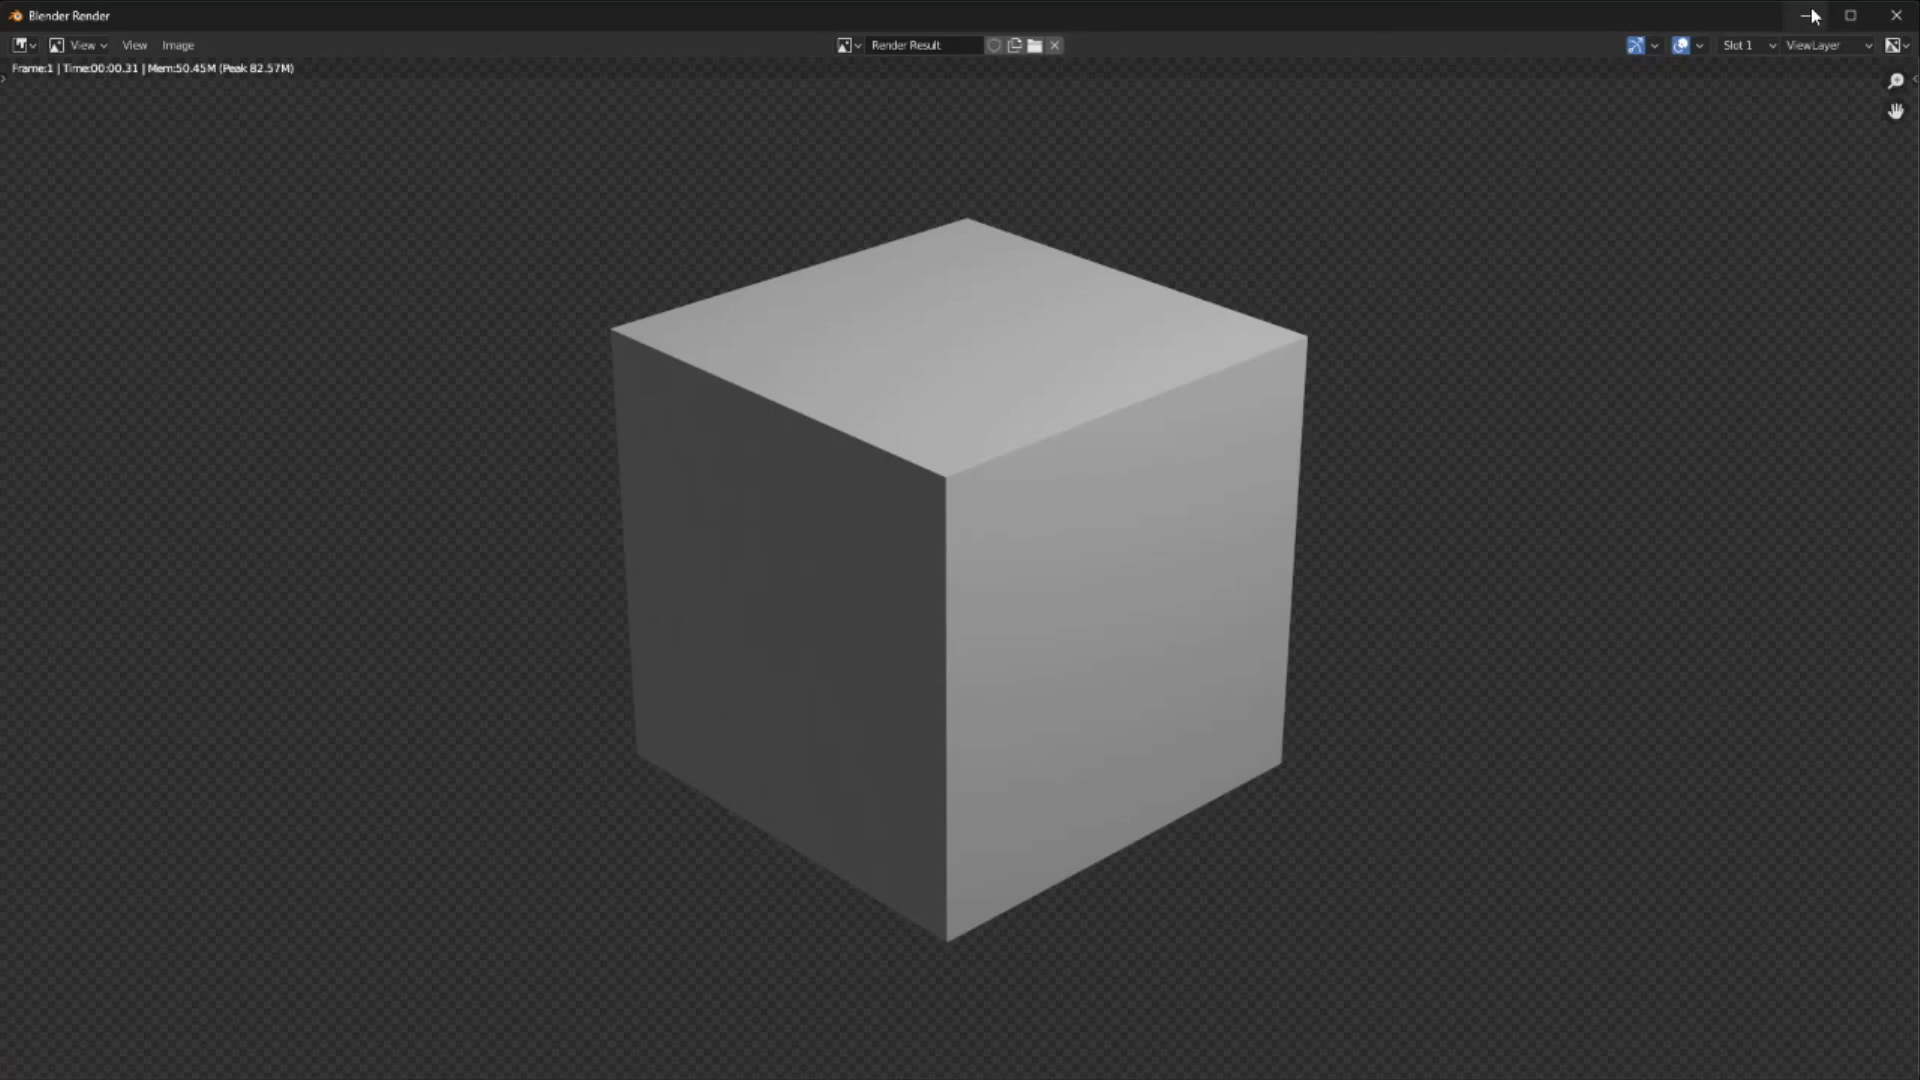 Blender Render
View View Image Render Result Slot 1 ViewLayer
Frame:1 | Time:00:00.31 | Mem:50.45M (Peak 82.57M)